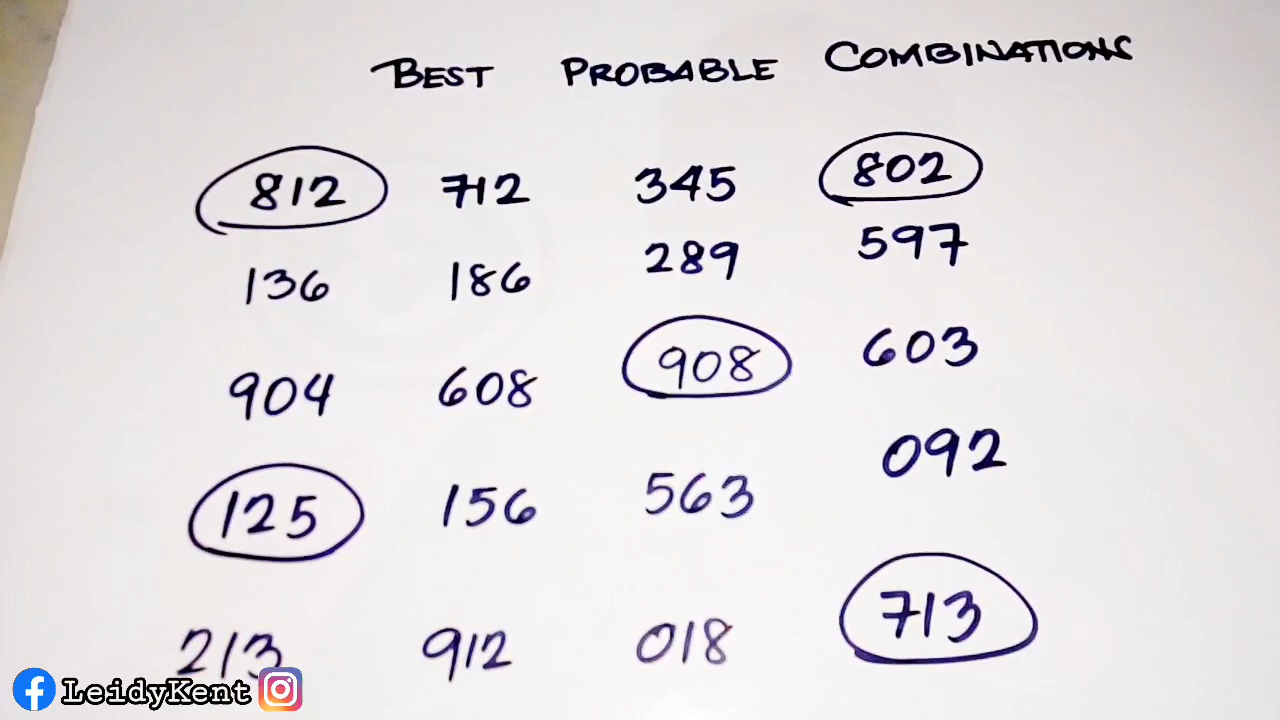 BEST PROBABLE COMBINATIONS
812 712 345 802
136 186 289 597
904 608 908 603
125 156 563 092
213 912 018 713
LeidyKent